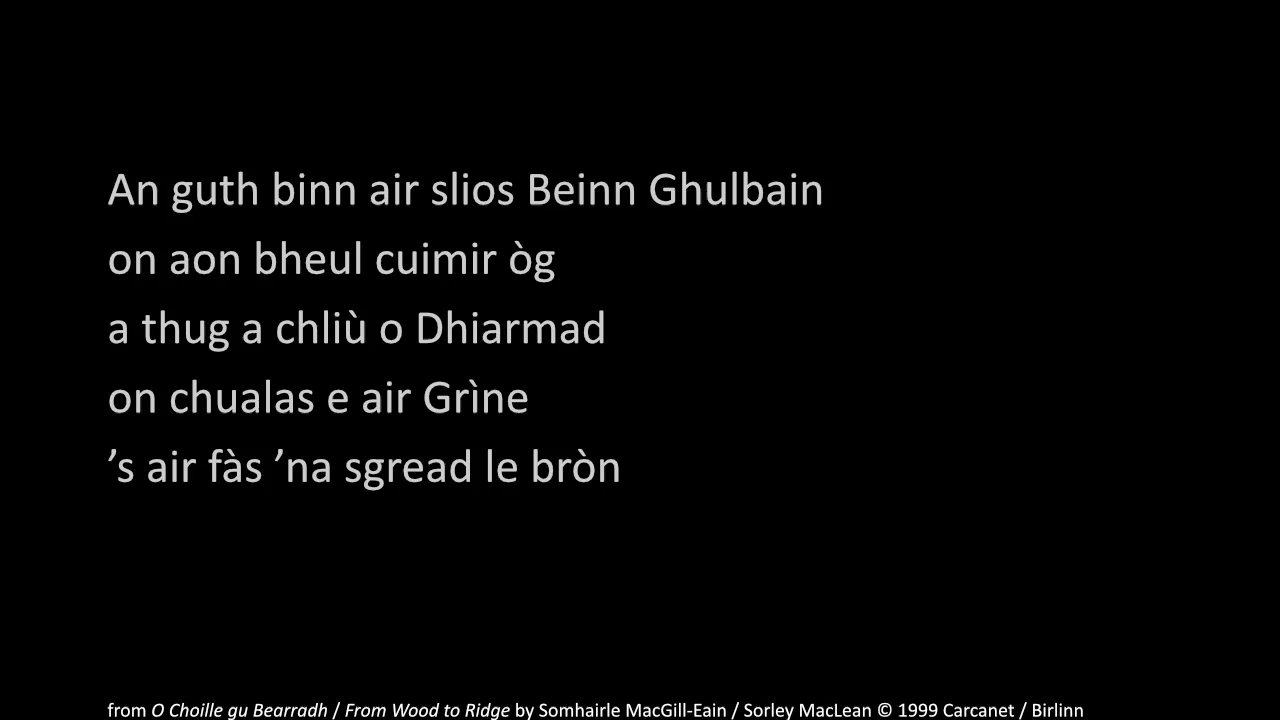 An guth binn air slios Beinn Ghulbain
on aon bheul cuimir òg
a thug a chliù o Dhiarmad
on chualas e air Grìne
’s air fàs ’na sgread le bròn
from O Choille gu Bearradh / From Wood to Ridge by Somhairle MacGill-Eain / Sorley MacLean © 1999 Carcanet / Birlinn